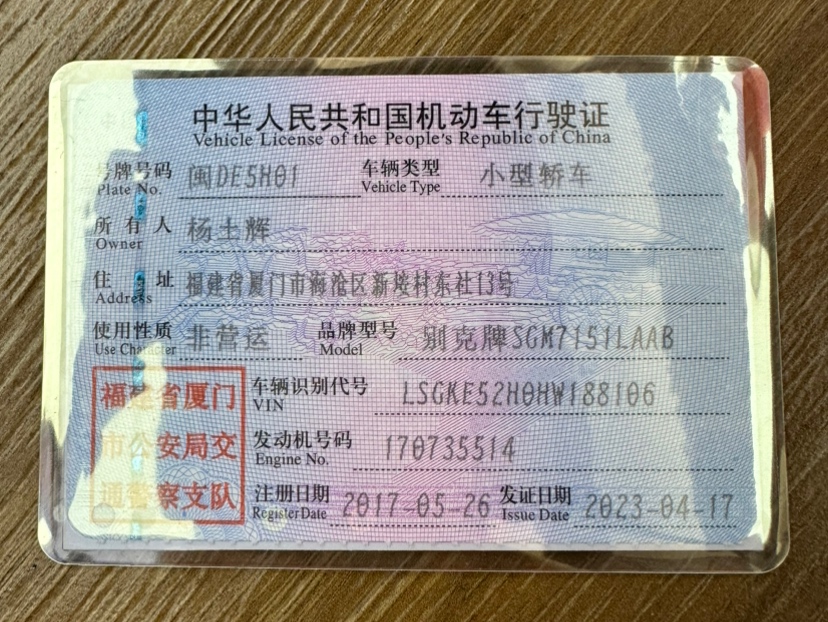 中华人民共和国机动车行驶证
Vehicle License of the People's Republic of China
号牌号码 闽DE5H01 车辆类型 小型轿车
Plate No. Vehicle Type
所有人 杨土辉
Owner
住址 福建省厦门市海沧区新垵村东社13号
Address
使用性质 非营运 品牌型号 别克牌SGM7151LAAB
Use Character Model
福建省厦门
市公安局交
通警察支队
车辆识别代号 LSGKE52H0HW188106
VIN
发动机号码 170735514
Engine No.
注册日期 2017-05-26 发证日期 2023-04-17
Register Date Issue Date